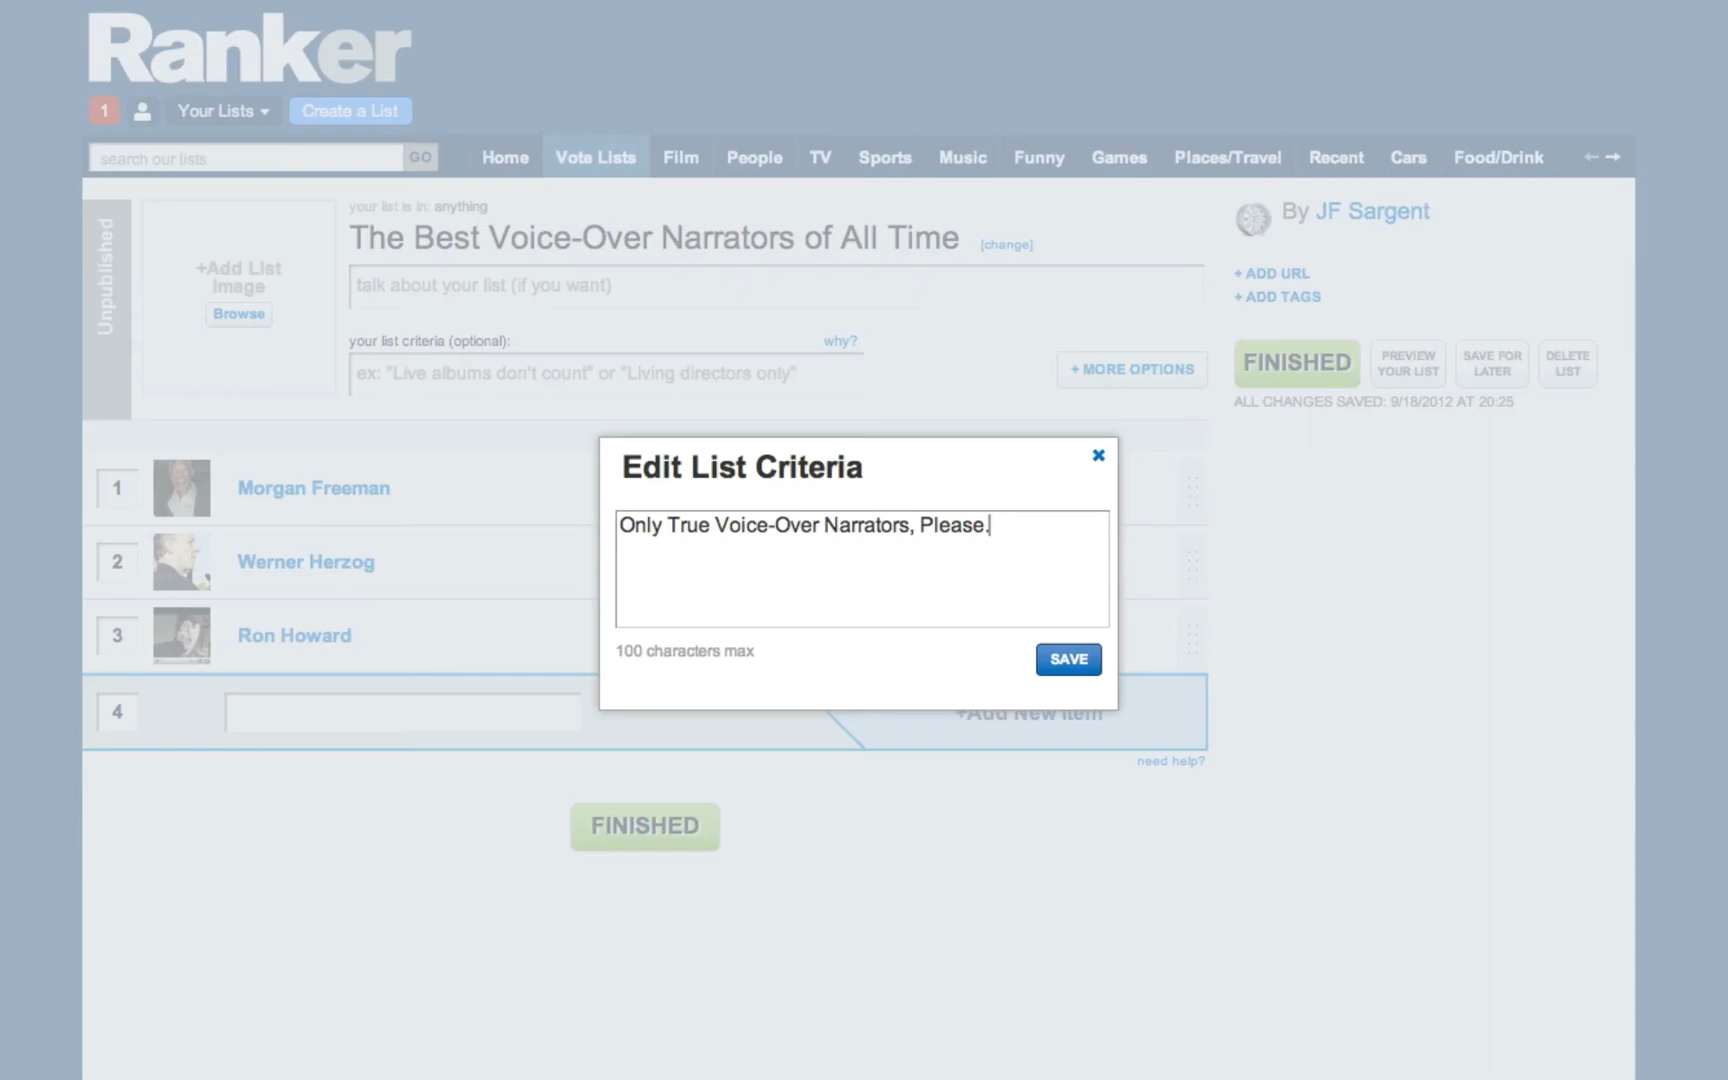 Ranker
1
Your Lists
Create a List
search our lists
GO
Home
Vote Lists
Film
People
TV
Sports
Music
Funny
Games
Places/Travel
Recent
Cars
Food/Drink
Unpublished
+Add List
Image
Browse
your list is in: anything
The Best Voice-Over Narrators of All Time [change]
talk about your list (if you want)
your list criteria (optional):
why?
ex: "Live albums don't count" or "Living directors only"
+ MORE OPTIONS
By JF Sargent
+ ADD URL
+ ADD TAGS
FINISHED
PREVIEW
YOUR LIST
SAVE FOR
LATER
DELETE
LIST
ALL CHANGES SAVED: 9/18/2012 AT 20:25
1
Morgan Freeman
2
Werner Herzog
3
Ron Howard
4
Edit List Criteria
Only True Voice-Over Narrators, Please.
100 characters max
SAVE
+Add New Item
need help?
FINISHED